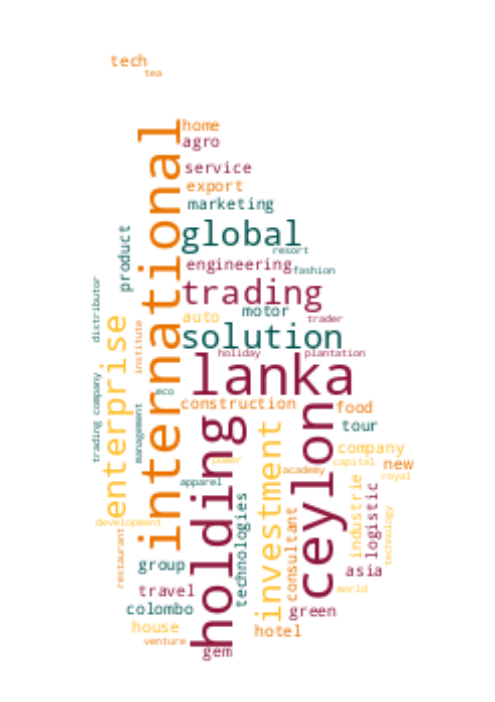 tech
tea
international
home
agro
service
export
marketing
product
global
resort
engineering
fashion
distributor
trading
motor
auto
trader
enterprise
institute
solution
holiday
plantation
lanka
eco
trading company
management
construction
food
ceylon
holding
investment
tour
company
power
capital
new
academy
royal
apparel
industrie
logistic
technologies
consultant
development
technology
restaurant
group
asia
travel
world
colombo
green
house
hotel
venture
gem